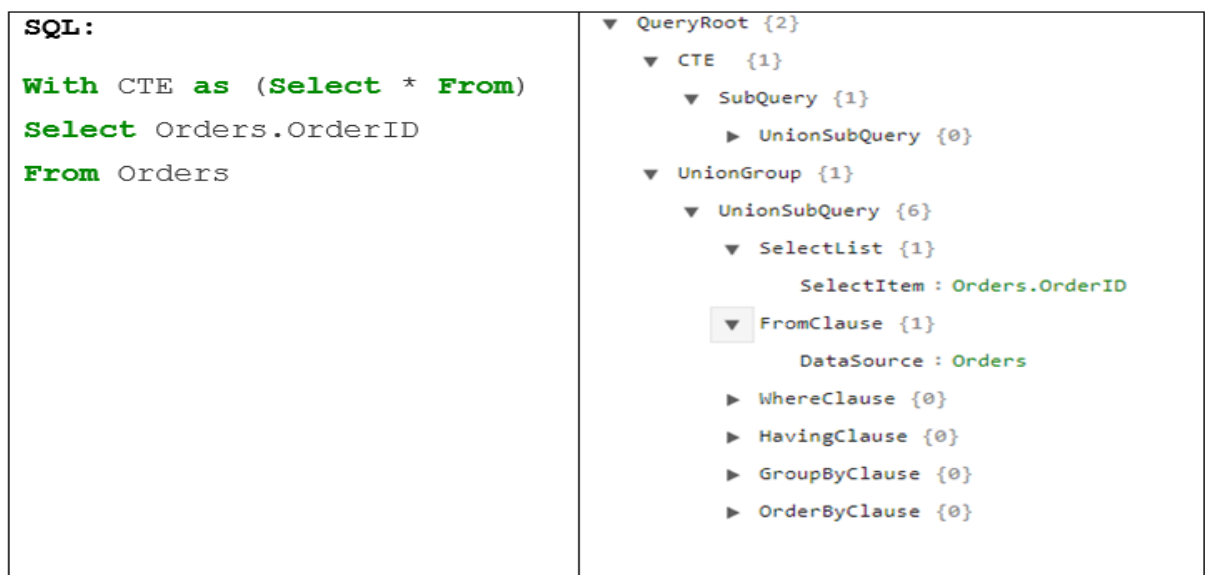 SQL:
With CTE as (Select * From)
Select Orders.OrderID
From Orders
▼ QueryRoot {2}
▼ CTE {1}
▼ SubQuery {1}
▶ UnionSubQuery {0}
▼ UnionGroup {1}
▼ UnionSubQuery {6}
▼ SelectList {1}
SelectItem : Orders.OrderID
▼ FromClause {1}
DataSource : Orders
▶ WhereClause {0}
▶ HavingClause {0}
▶ GroupByClause {0}
▶ OrderByClause {0}